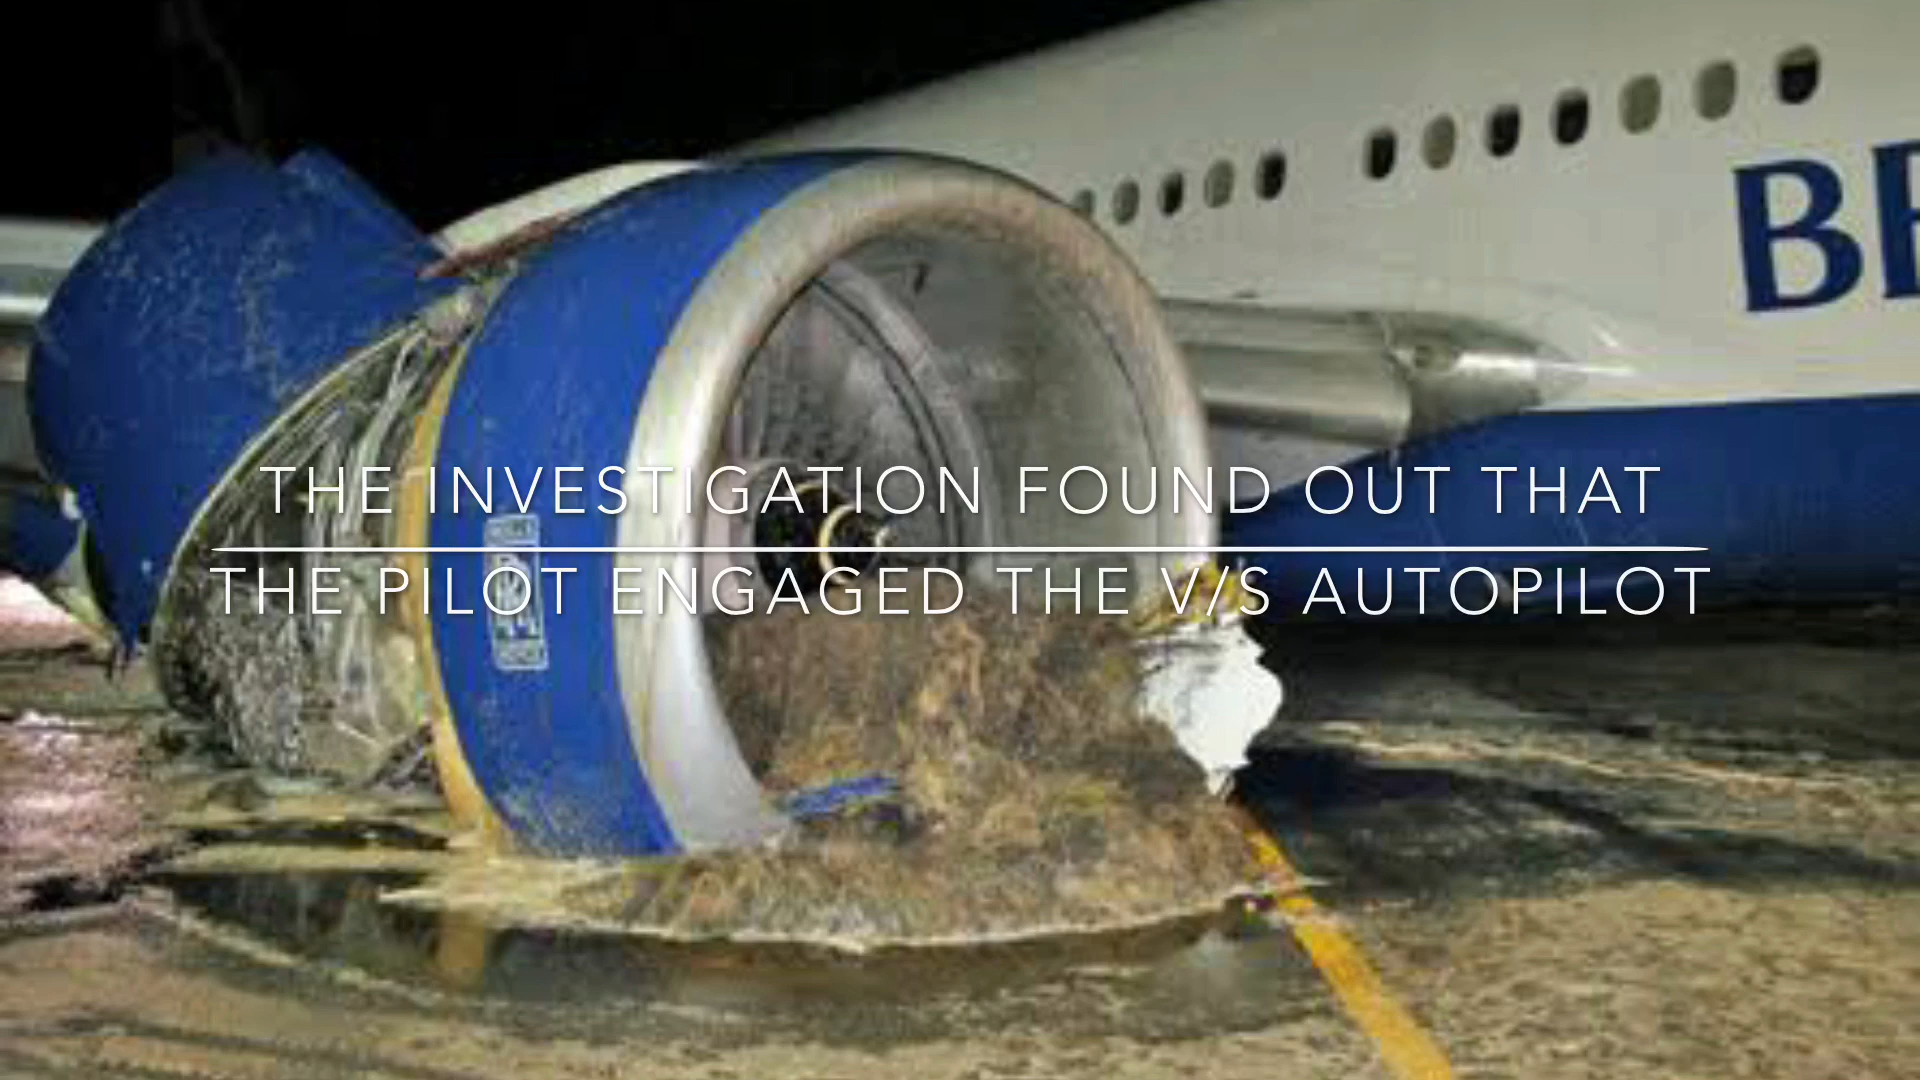 THE INVESTIGATION FOUND OUT THAT
THE PILOT ENGAGED THE V/S AUTOPILOT